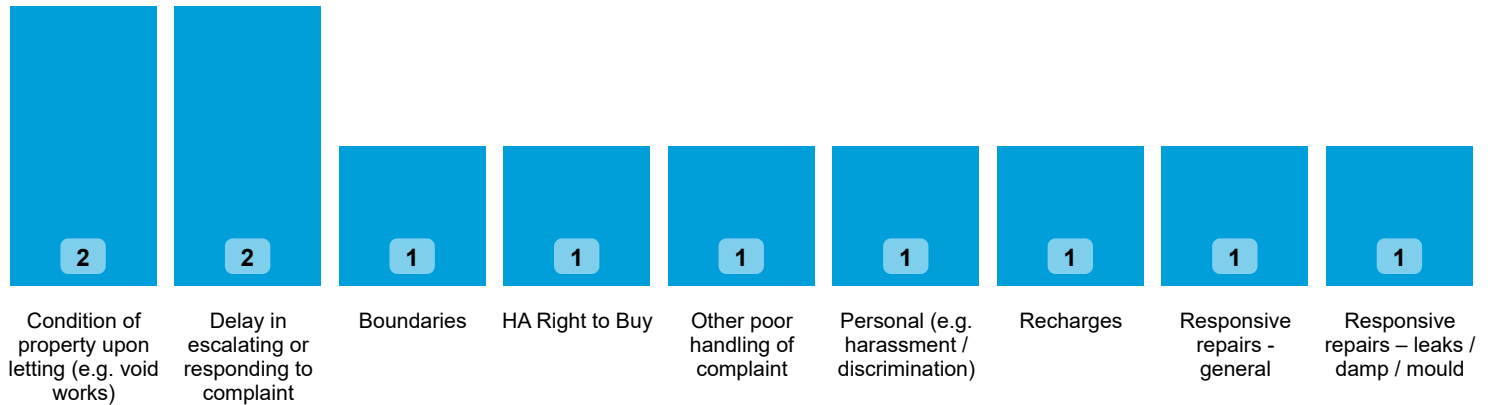 2
2
1
1
1
1
1
1
1
Condition of
property upon
letting (e.g. void
works)
Delay in
escalating or
responding to
complaint
Boundaries
HA Right to Buy
Other poor
handling of
complaint
Personal (e.g.
harassment /
discrimination)
Recharges
Responsive
repairs -
general
Responsive
repairs – leaks /
damp / mould